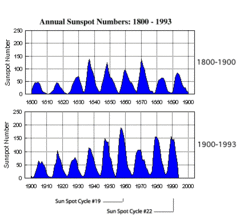 Annual Sunspot Numbers: 1800 - 1993
Sunspot Number
250
200
150
100
50
0
1800 1810 1820 1830 1840 1850 1860 1870 1880 1890 1900
1800-1900
Sunspot Number
250
200
150
100
50
0
1900 1910 1920 1930 1940 1950 1960 1970 1980 1990 2000
1900-1993
Sun Spot Cycle #19
Sun Spot Cycle #22